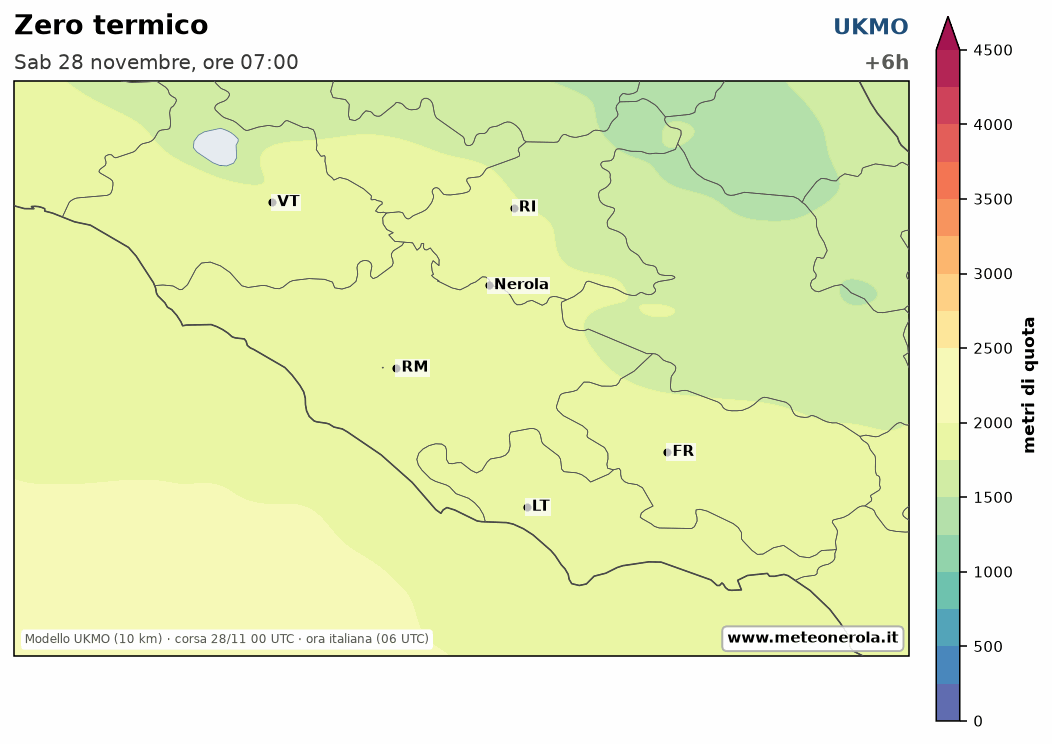 Zero termico
UKMO
Sab 28 novembre, ore 07:00
+6h
VT
RI
Nerola
RM
FR
LT
Modello UKMO (10 km) · corsa 28/11 00 UTC · ora italiana (06 UTC)
www.meteonerola.it
4500
4000
3500
3000
2500
2000
1500
1000
500
0
metri di quota